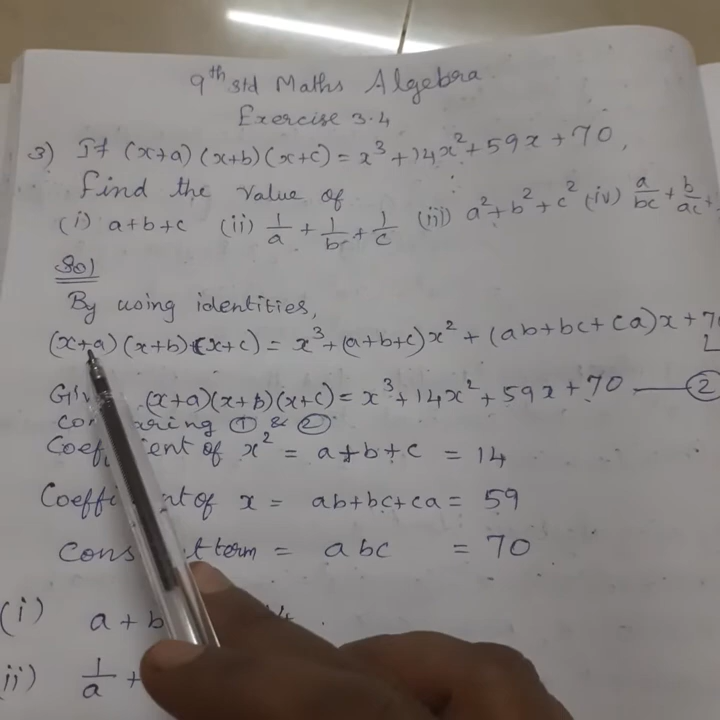 9th std Maths Algebra
Exercise 3.4
3) If (x+a)(x+b)(x+c) = x³+14x²+59x+70,
Find the value of
(i) a+b+c (ii) 1/a + 1/b + 1/c (iii) a²+b²+c² (iv) a/bc + b/ac +
Sol
By using identities,
(x+a)(x+b)(x+c) = x³+(a+b+c)x²+(ab+bc+ca)x+70
(x+a)(x+b)(x+c) = x³+14x²+59x+70 — ②
comparing ① & ②
Coefficient of x² = a+b+c = 14
Coefficient of x = ab+bc+ca = 59
Constant term = abc = 70
(i) a+b
ii) 1/a +